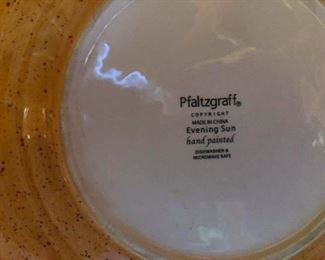 Pfaltzgraff®
COPYRIGHT
MADE IN CHINA
Evening Sun
hand painted
DISHWASHER &
MICROWAVE SAFE